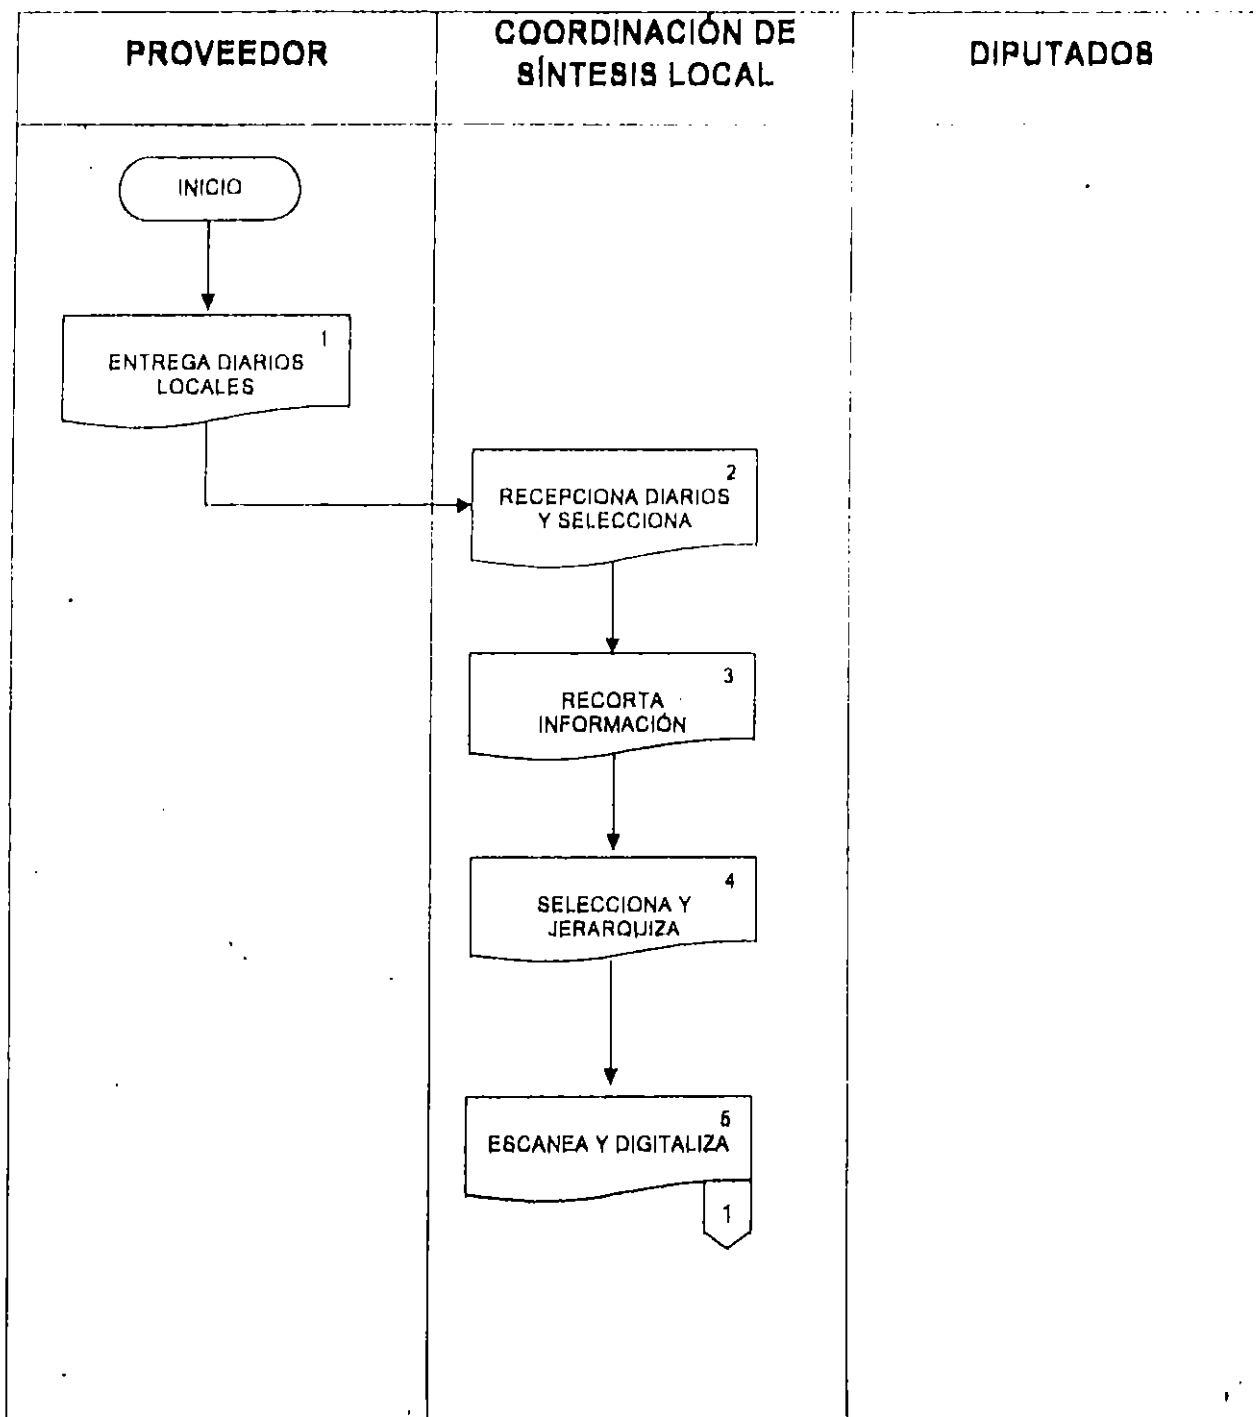 PROVEEDOR
COORDINACIÓN DE
SÍNTESIS LOCAL
DIPUTADOS
INICIO
1
ENTREGA DIARIOS
LOCALES
2
RECEPCIONA DIARIOS
Y SELECCIONA
3
RECORTA
INFORMACIÓN
4
SELECCIONA Y
JERARQUIZA
5
ESCANEA Y DIGITALIZA
1